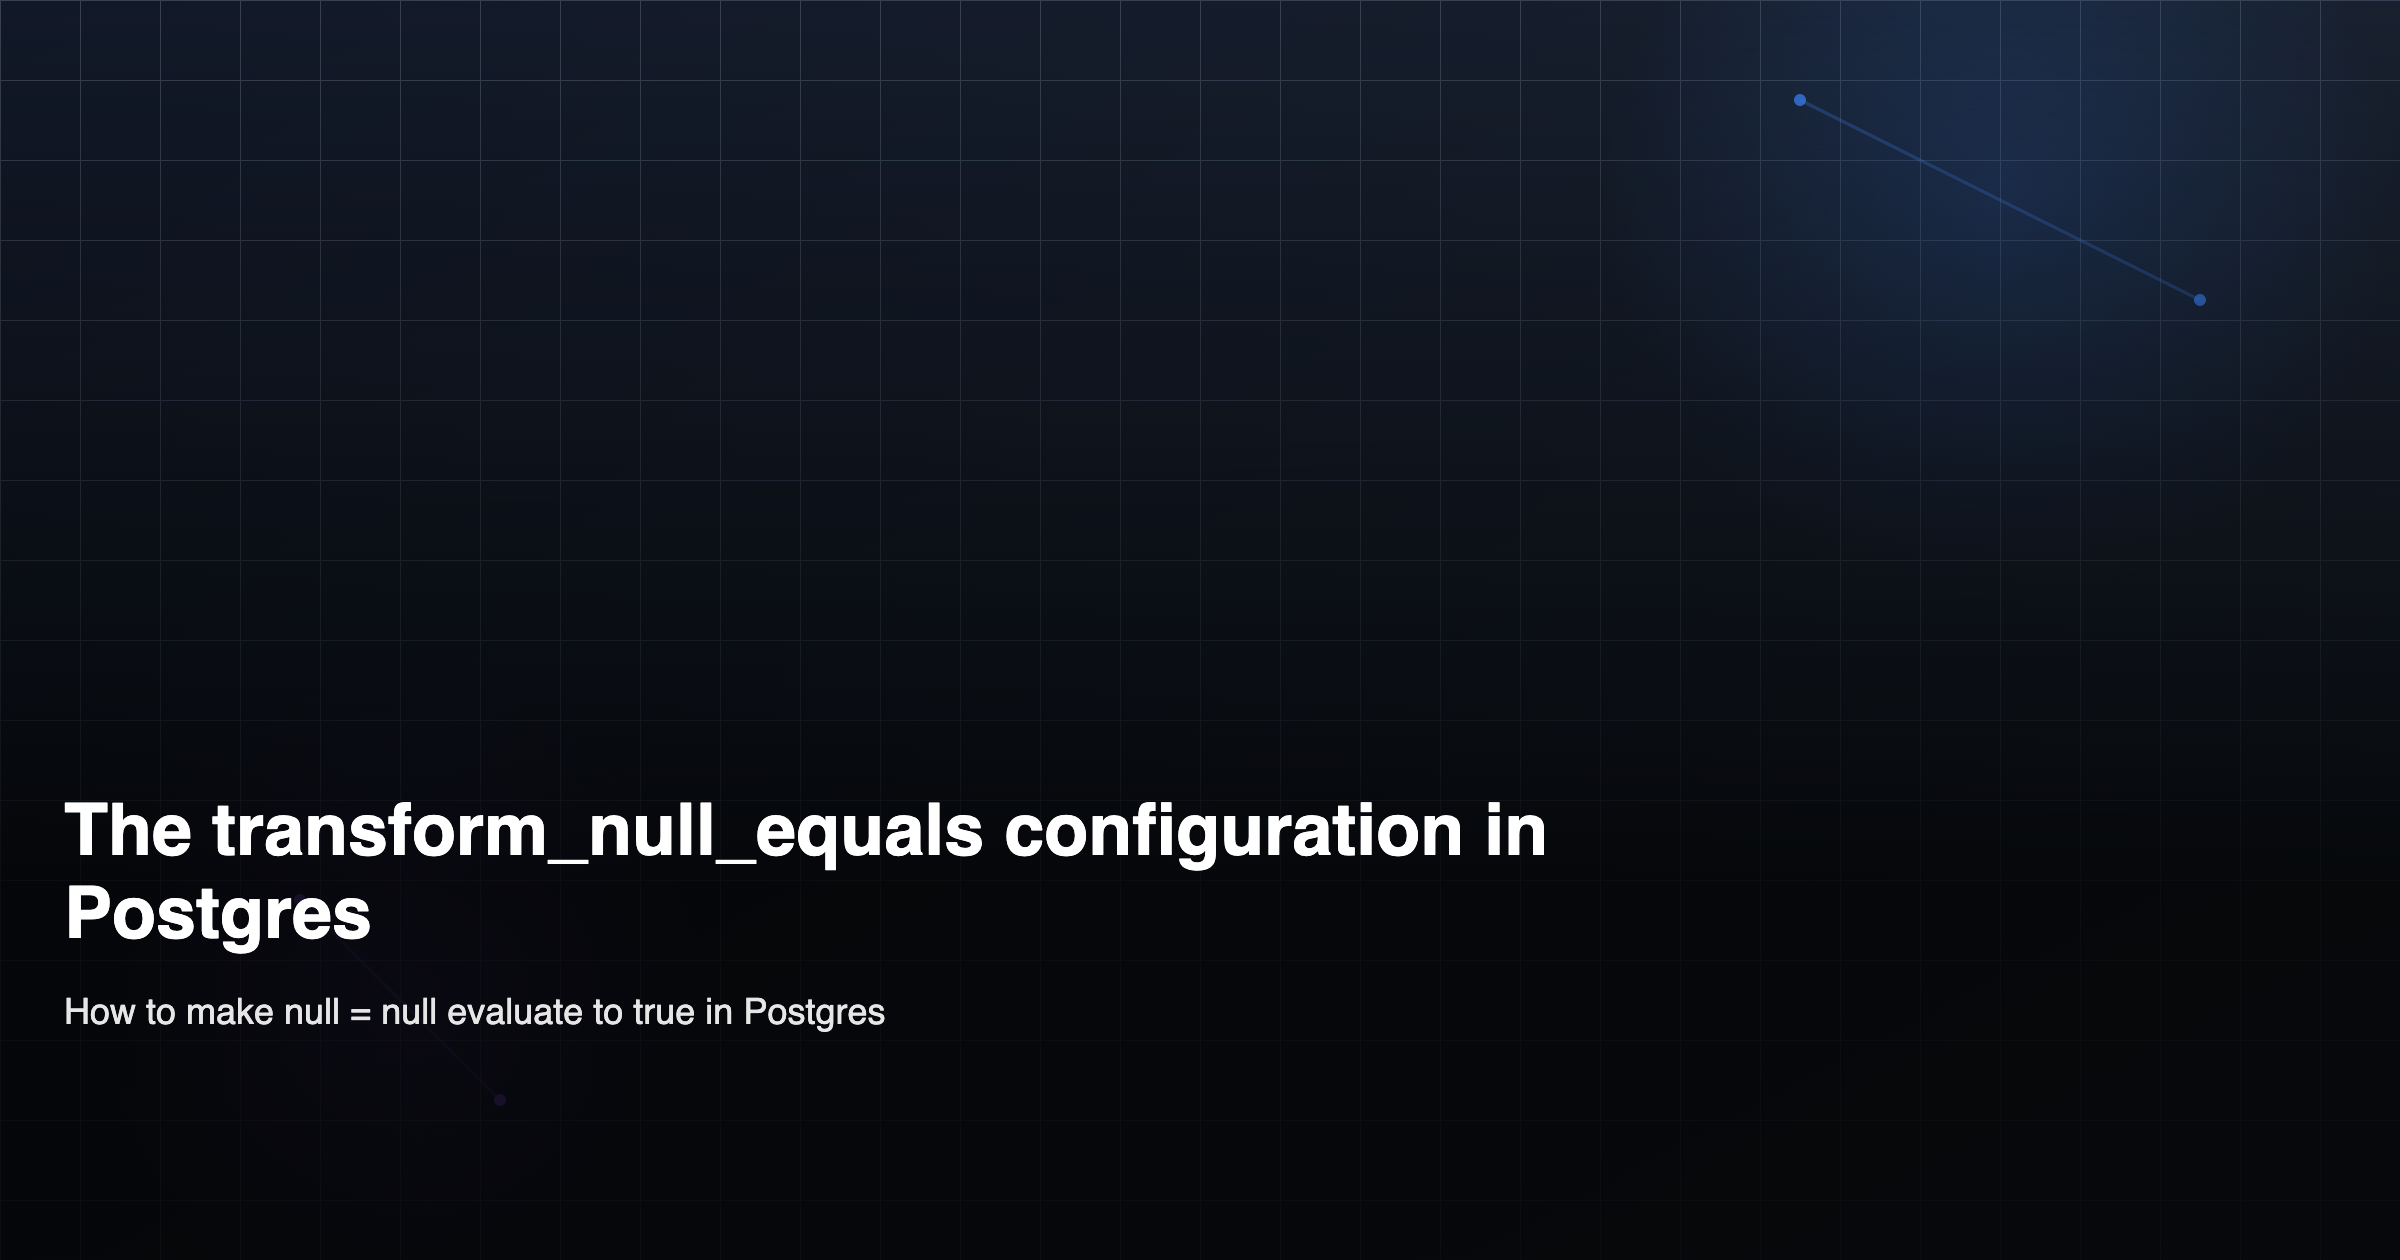 The transform_null_equals configuration in
Postgres
How to make null = null evaluate to true in Postgres